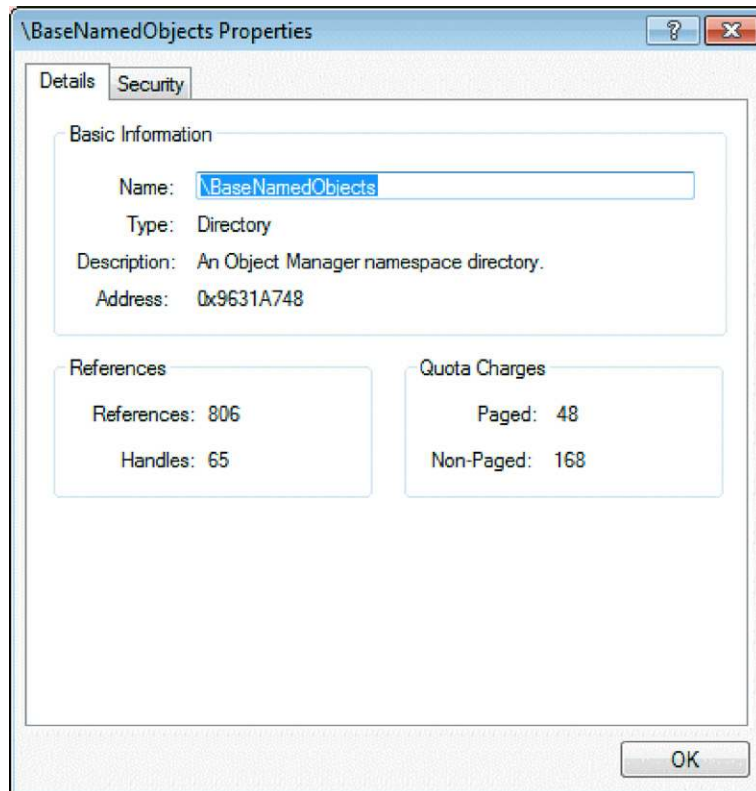 \BaseNamedObjects Properties
?
Details
Security
Basic Information
Name: \BaseNamedObjects
Type: Directory
Description: An Object Manager namespace directory.
Address: 0x9631A748
References
References: 806
Handles: 65
Quota Charges
Paged: 48
Non-Paged: 168
OK